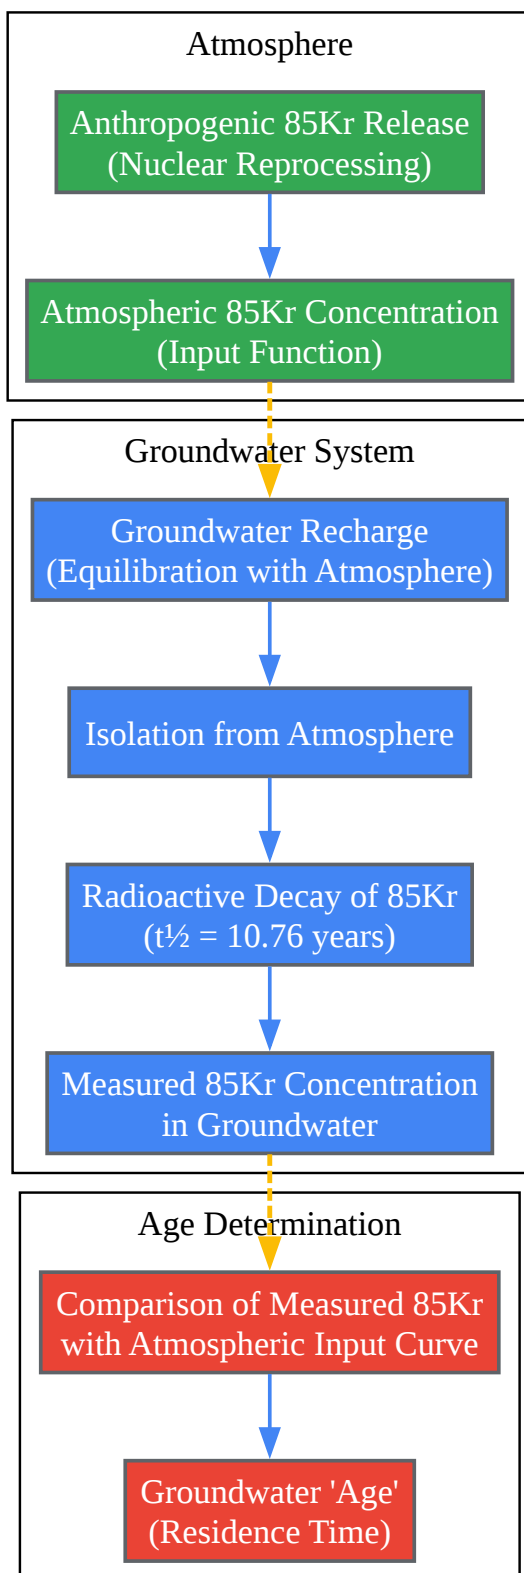 Atmosphere
Anthropogenic 85Kr Release
(Nuclear Reprocessing)
Atmospheric 85Kr Concentration
(Input Function)
Groundwater System
Groundwater Recharge
(Equilibration with Atmosphere)
Isolation from Atmosphere
Radioactive Decay of 85Kr
(t½ = 10.76 years)
Measured 85Kr Concentration
in Groundwater
Age Determination
Comparison of Measured 85Kr
with Atmospheric Input Curve
Groundwater 'Age'
(Residence Time)